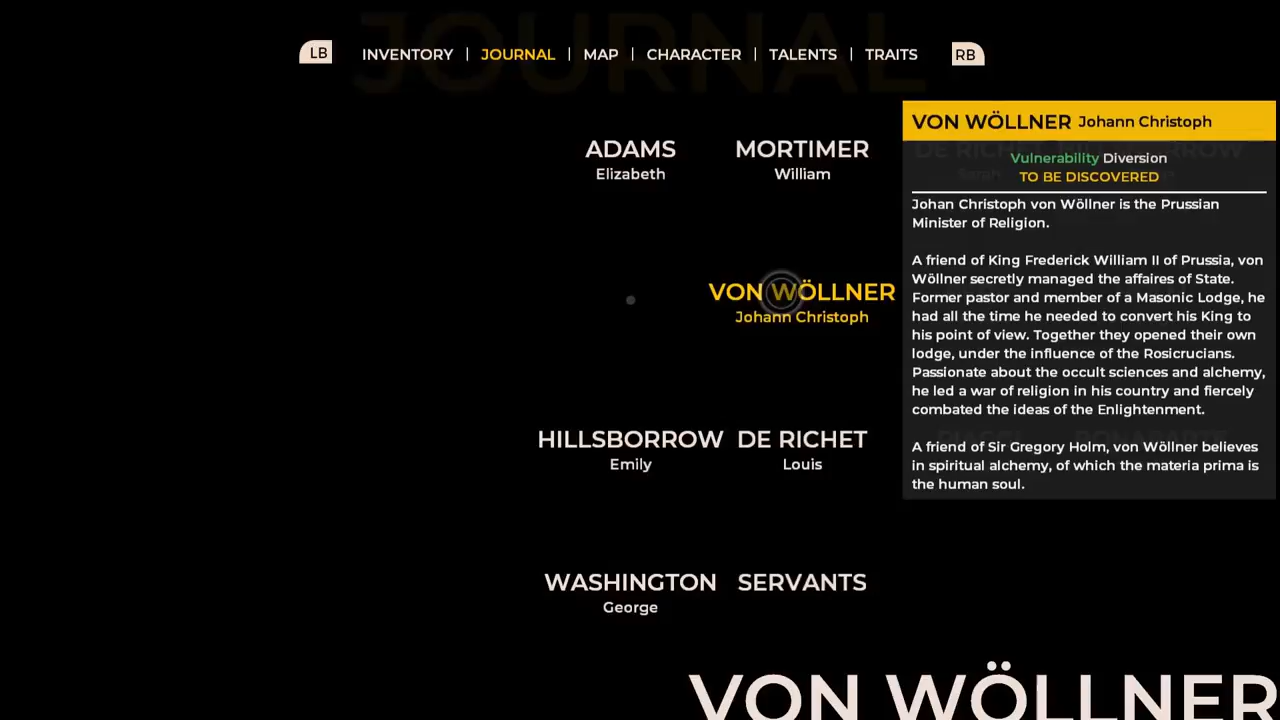 JOURNAL
LB INVENTORY | JOURNAL | MAP | CHARACTER | TALENTS | TRAITS RB
ADAMS
Elizabeth
MORTIMER
William
VON WÖLLNER
Johann Christoph
HILLSBORROW
Emily
DE RICHET
Louis
WASHINGTON
George
SERVANTS
VON WÖLLNER Johann Christoph
Vulnerability Diversion
TO BE DISCOVERED
Johan Christoph von Wöllner is the Prussian
Minister of Religion.
A friend of King Frederick William II of Prussia, von
Wöllner secretly managed the affaires of State.
Former pastor and member of a Masonic Lodge, he
had all the time he needed to convert his King to
his point of view. Together they opened their own
lodge, under the influence of the Rosicrucians.
Passionate about the occult sciences and alchemy,
he led a war of religion in his country and fiercely
combated the ideas of the Enlightenment.
A friend of Sir Gregory Holm, von Wöllner believes
in spiritual alchemy, of which the materia prima is
the human soul.
VON WÖLLNER